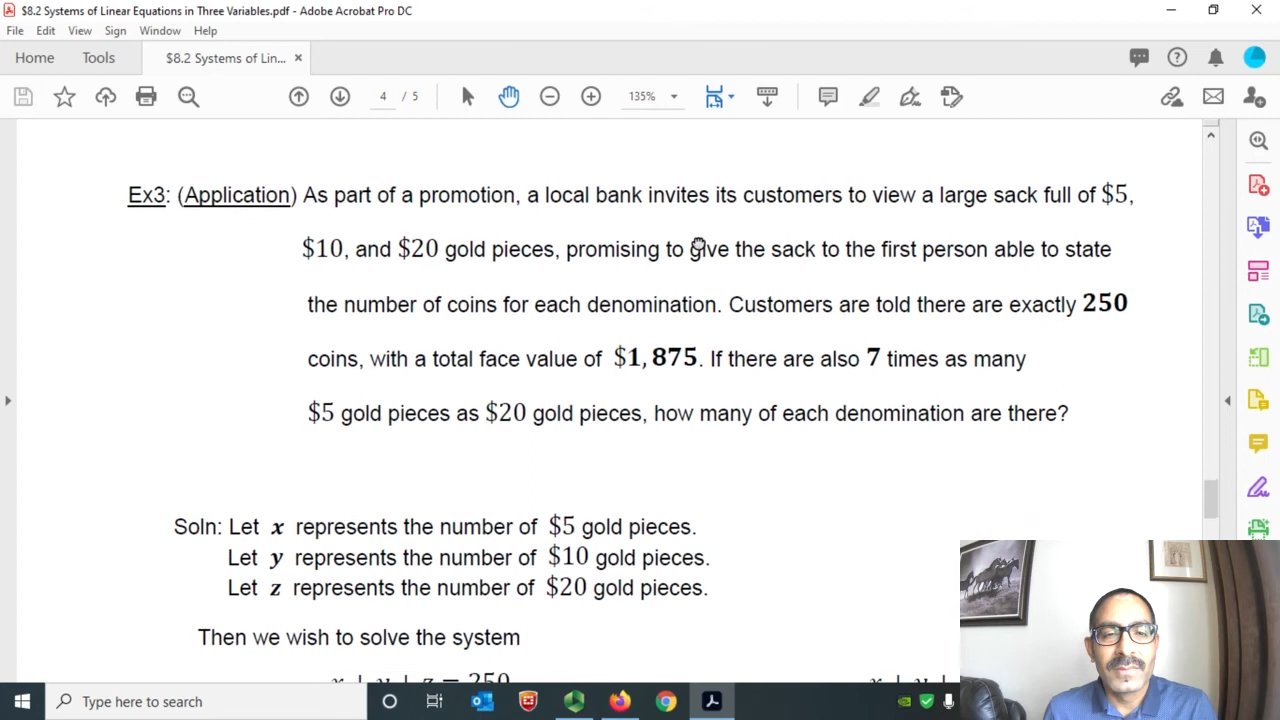 $8.2 Systems of Linear Equations in Three Variables.pdf - Adobe Acrobat Pro DC
File Edit View Sign Window Help
Home Tools $8.2 Systems of Lin... ×
4 / 5 135%
Ex3: (Application) As part of a promotion, a local bank invites its customers to view a large sack full of $5,
$10, and $20 gold pieces, promising to give the sack to the first person able to state
the number of coins for each denomination. Customers are told there are exactly 250
coins, with a total face value of $1,875. If there are also 7 times as many
$5 gold pieces as $20 gold pieces, how many of each denomination are there?
Soln: Let x represents the number of $5 gold pieces.
Let y represents the number of $10 gold pieces.
Let z represents the number of $20 gold pieces.
Then we wish to solve the system
x + y + z = 250
Type here to search